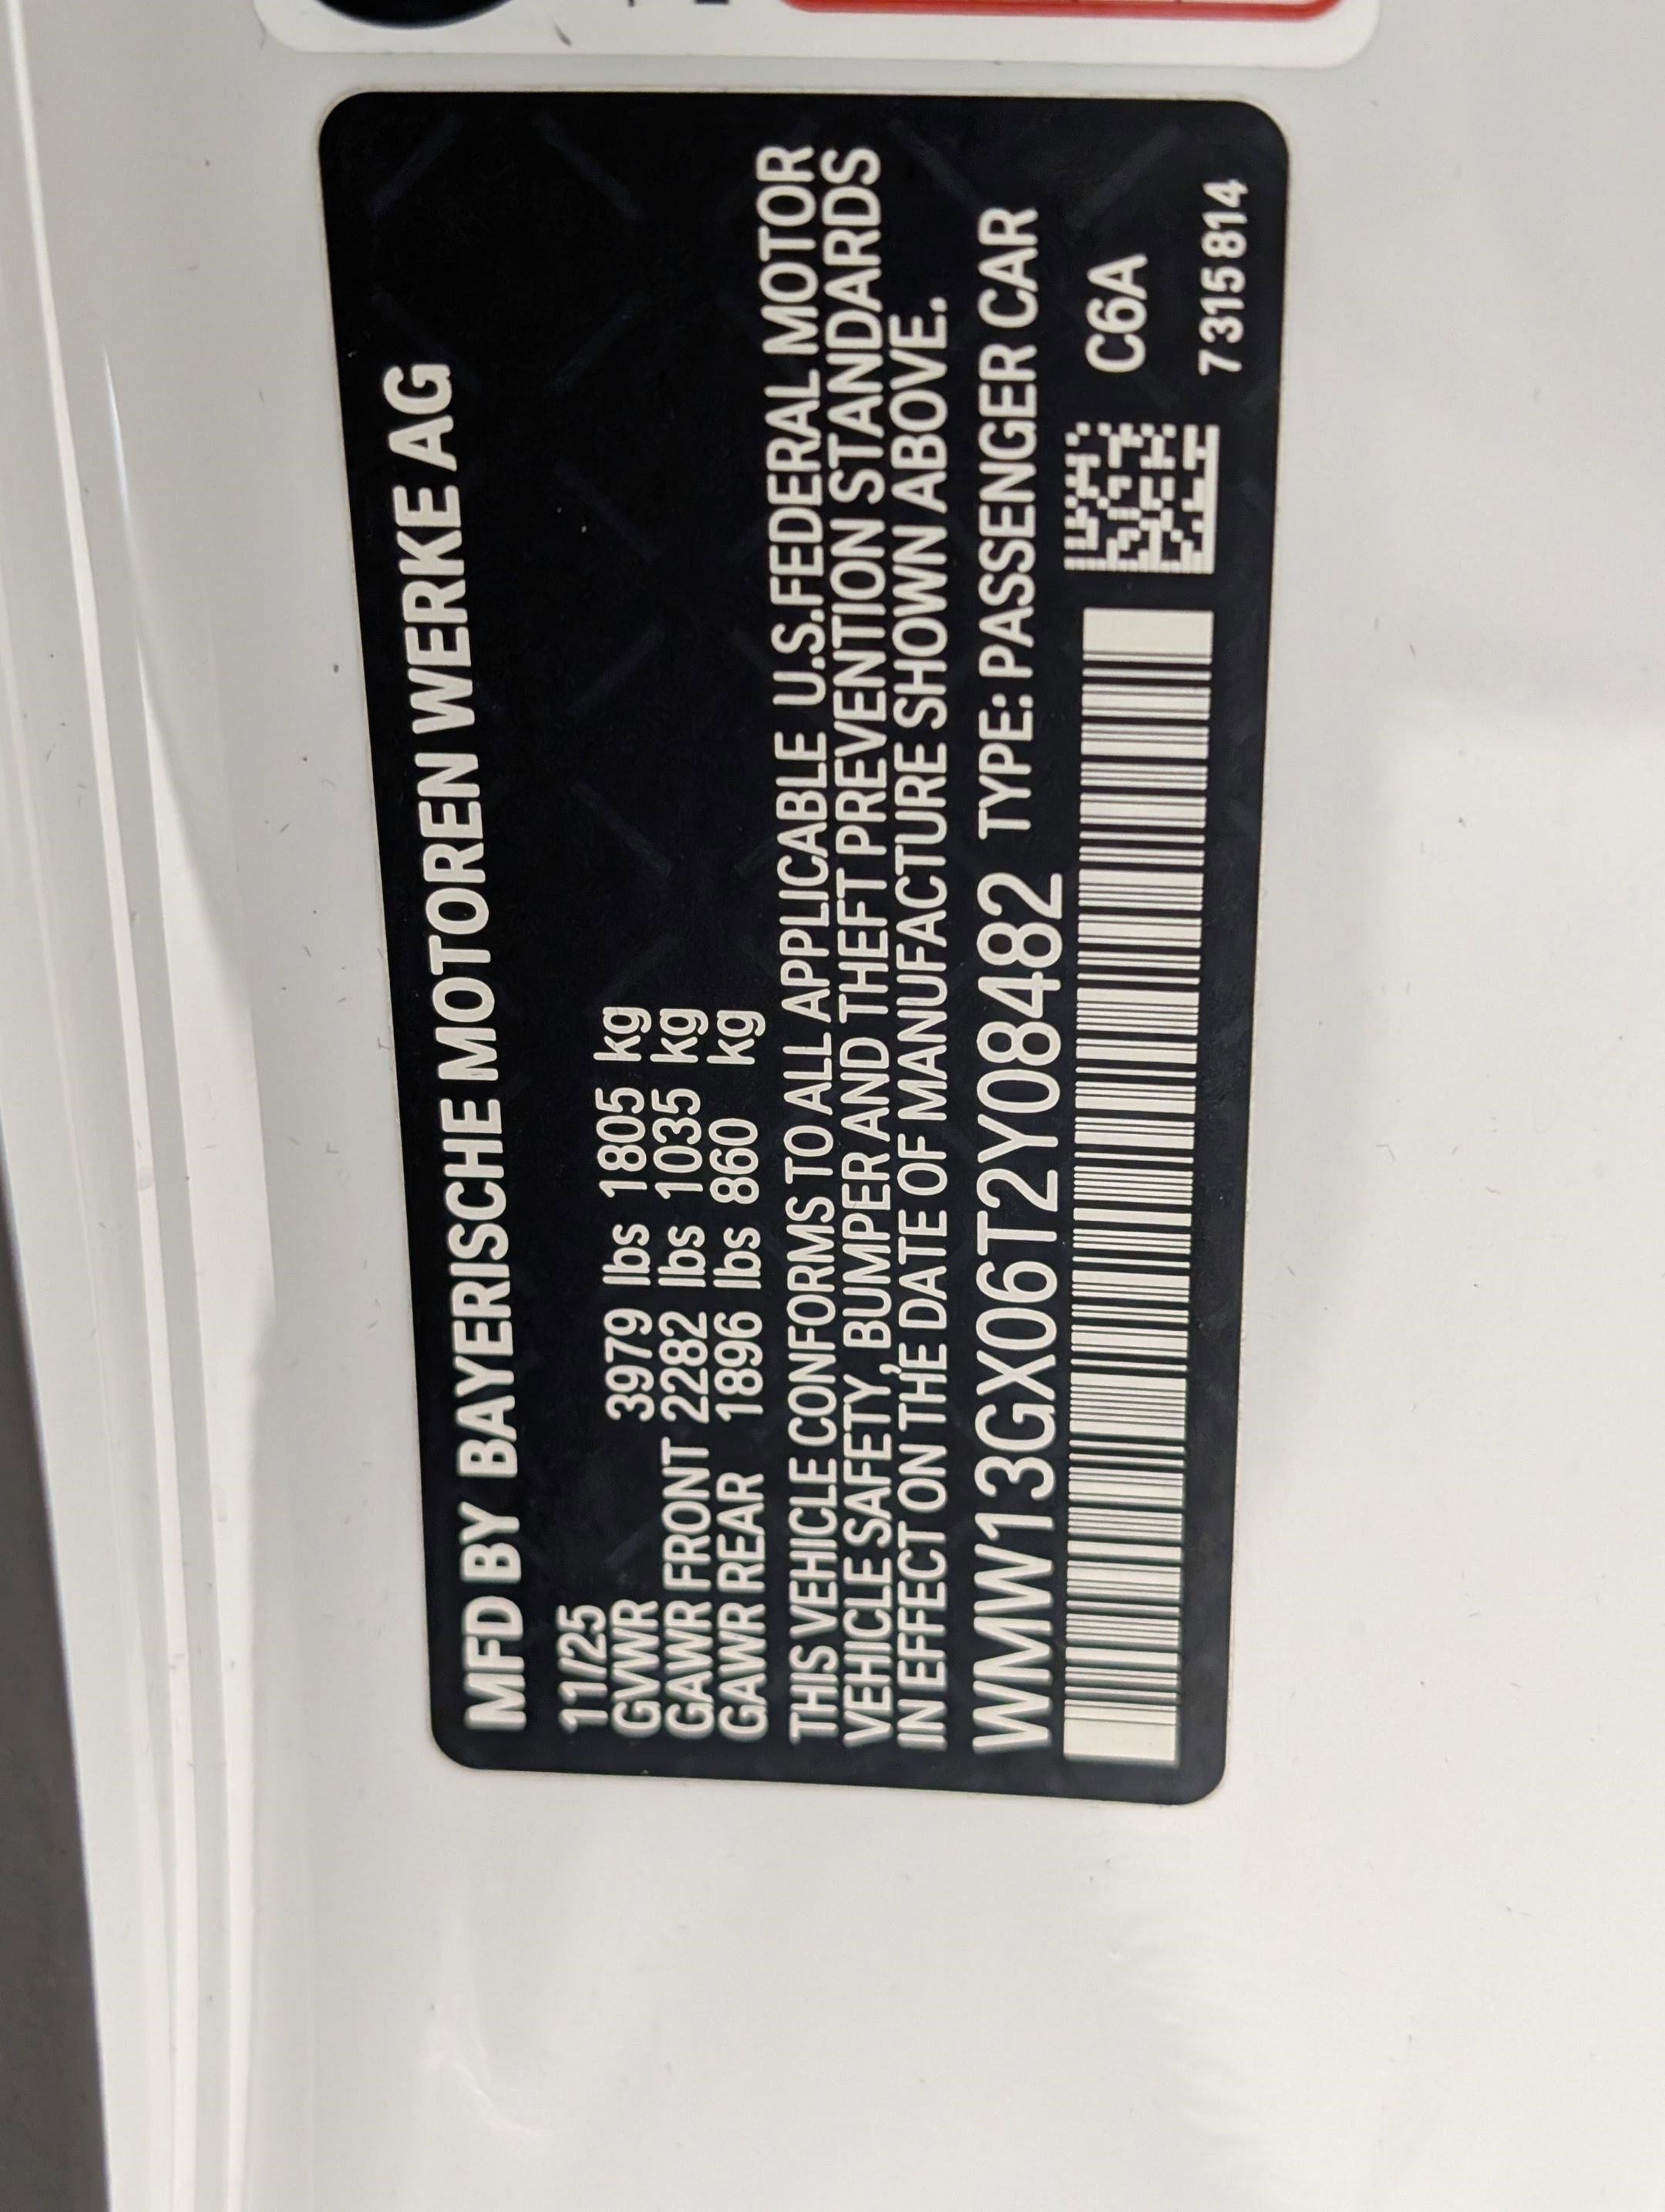 MFD BY BAYERISCHE MOTOREN WERKE AG
11/25
GVWR 3979 lbs 1805 kg
GAWR FRONT 2282 lbs 1035 kg
GAWR REAR 1896 lbs 860 kg
THIS VEHICLE CONFORMS TO ALL APPLICABLE U.S.FEDERAL MOTOR
VEHICLE SAFETY, BUMPER AND THEFT PREVENTION STANDARDS
IN EFFECT ON THE DATE OF MANUFACTURE SHOWN ABOVE.
WMW13GX06T2Y08482 TYPE: PASSENGER CAR
C6A
7315814